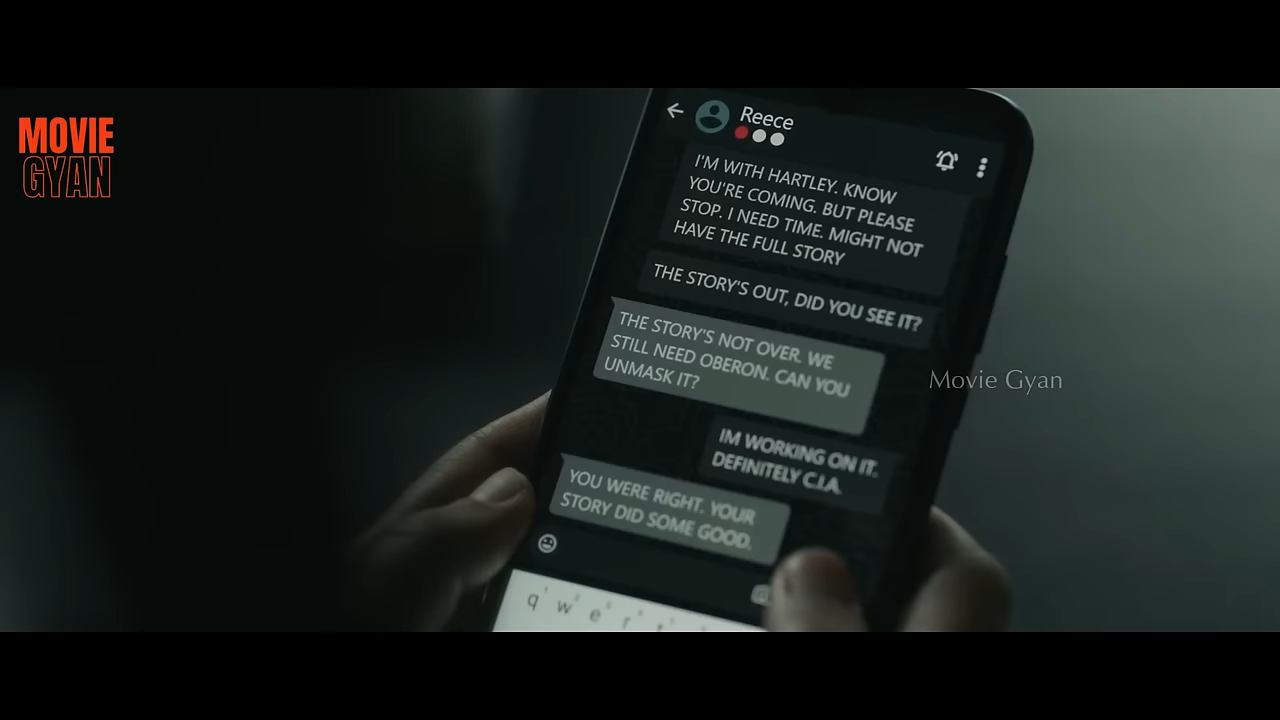 MOVIE
GYAN
Reece
I'M WITH HARTLEY. KNOW
YOU'RE COMING. BUT PLEASE
STOP. I NEED TIME. MIGHT NOT
HAVE THE FULL STORY
THE STORY'S OUT, DID YOU SEE IT?
THE STORY'S NOT OVER. WE
STILL NEED OBERON. CAN YOU
UNMASK IT?
Movie Gyan
IM WORKING ON IT.
DEFINITELY C.I.A.
YOU WERE RIGHT. YOUR
STORY DID SOME GOOD.
q w e r t